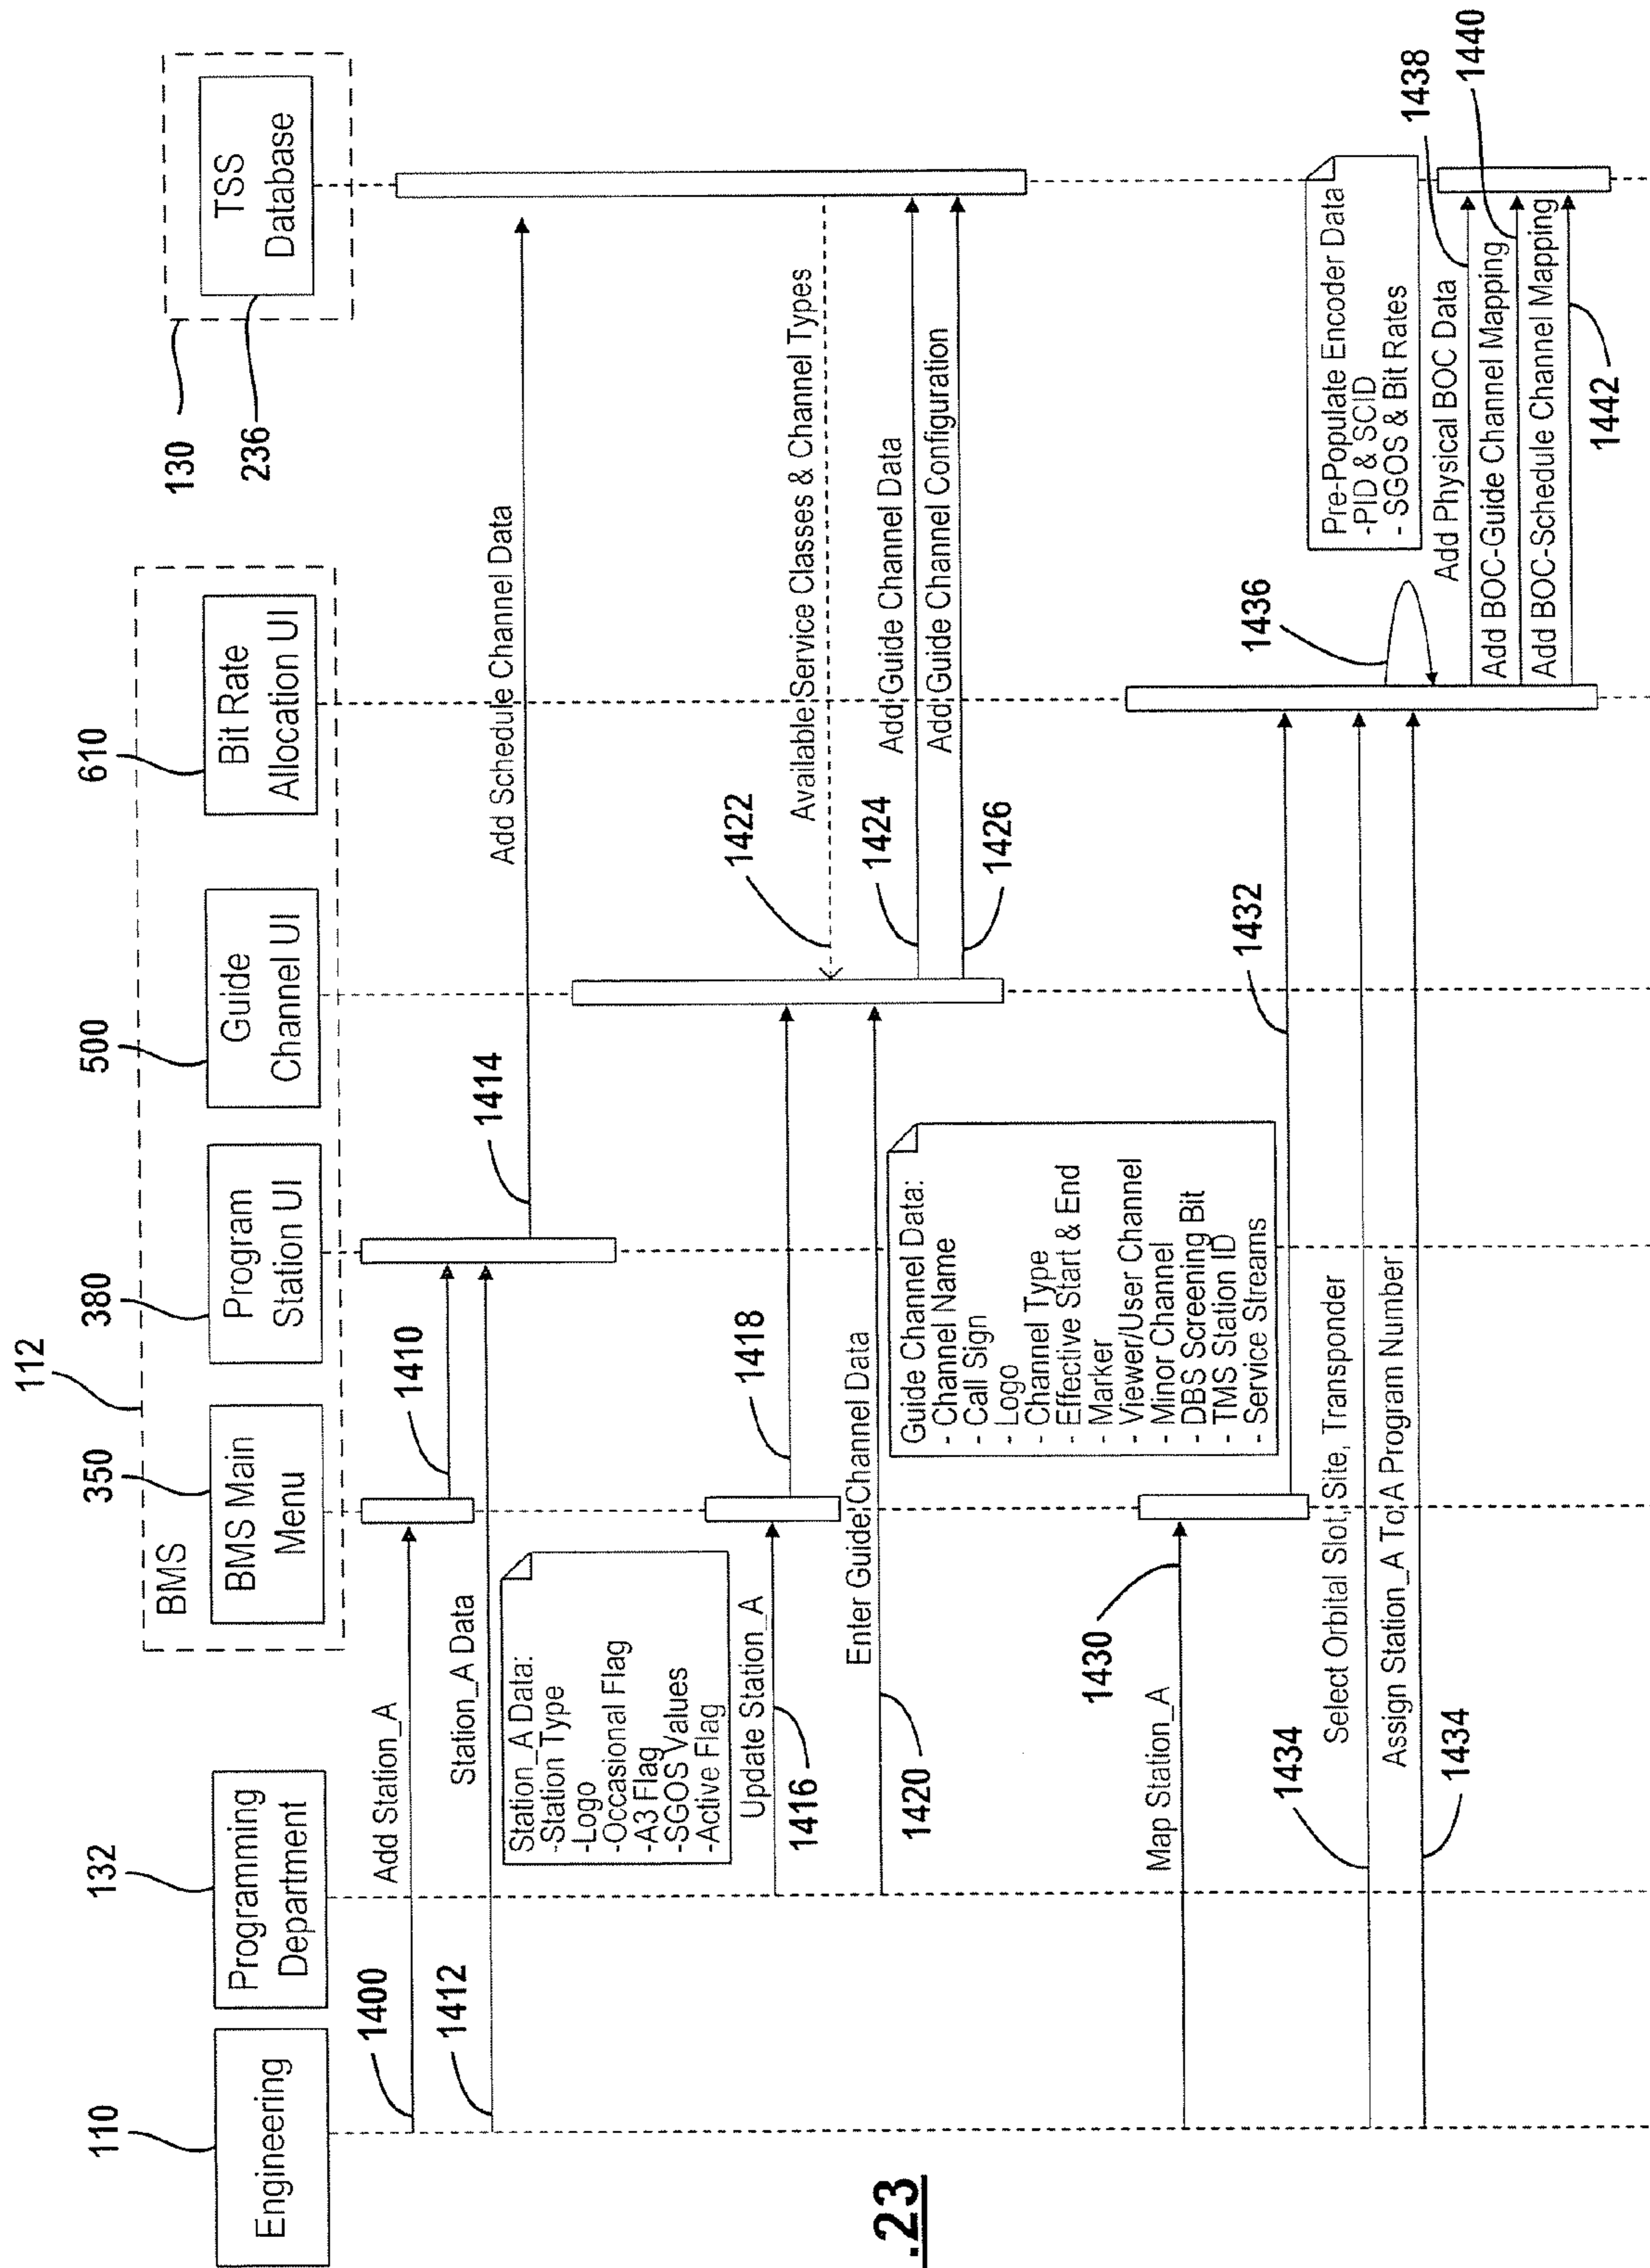 112
130
110
132
350
380
500
610
236
BMS
Engineering
Programming
Department
BMS Main
Menu
Program
Station UI
Guide
Channel UI
Bit Rate
Allocation UI
TSS
Database
1400
Add Station_A
1410
1412
Station_A Data
1414
Add Schedule Channel Data
Station_A Data:
-Station Type
-Logo
-Occasional Flag
-A3 Flag
-SGOS Values
-Active Flag
Update Station_A
1416
1418
1422
Available Service Classes & Channel Types
1420
Enter Guide Channel Data
1424
Add Guide Channel Data
1426
Add Guide Channel Configuration
Guide Channel Data:
- Channel Name
- Call Sign
- Logo
- Channel Type
- Effective Start & End
- Marker
- Viewer/User Channel
- Minor Channel
- DBS Screening Bit
- TMS Station ID
- Service Streams
Map Station_A
1430
1432
1434
Select Orbital Slot, Site, Transponder
Assign Station_A To A Program Number
1434
1436
Pre-Populate Encoder Data
-PID & SCID
- SGOS & Bit Rates
Add Physical BOC Data
1438
Add BOC-Guide Channel Mapping
1440
Add BOC-Schedule Channel Mapping
1442
.23